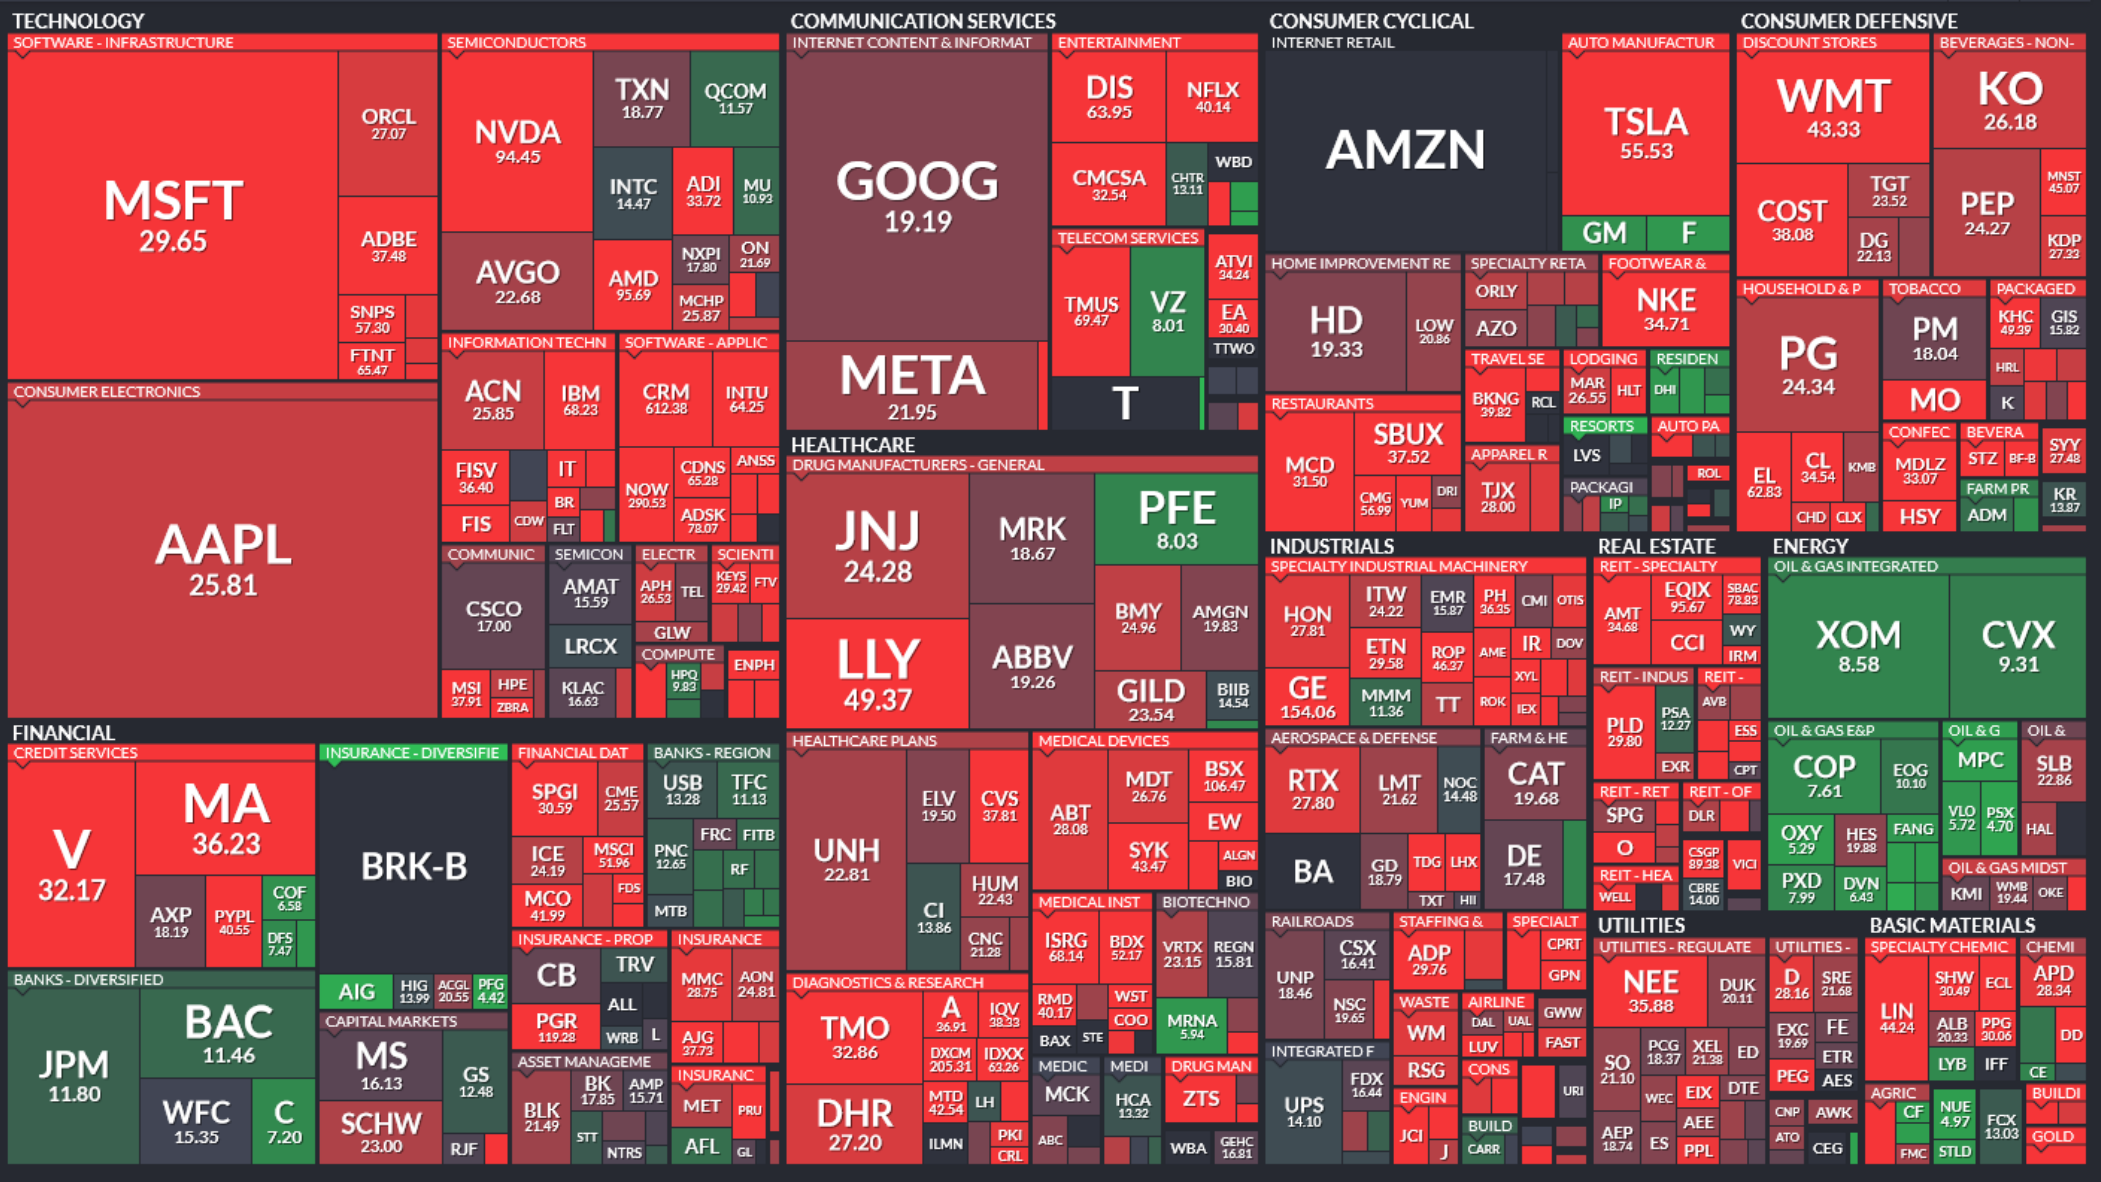 TECHNOLOGY
SOFTWARE - INFRASTRUCTURE
MSFT
29.65
ORCL
27.07
ADBE
37.48
SNPS
57.30
FTNT
65.47
CONSUMER ELECTRONICS
AAPL
25.81
SEMICONDUCTORS
NVDA
94.45
TXN
18.77
QCOM
11.57
INTC
14.47
ADI
33.72
MU
10.93
AVGO
22.68
AMD
95.69
NXPI
17.80
ON
21.69
MCHP
25.87
INFORMATION TECHN
ACN
25.85
IBM
68.23
FISV
36.40
IT
BR
FIS
CDW
FLT
SOFTWARE - APPLIC
CRM
612.38
INTU
64.25
NOW
290.53
CDNS
65.28
ANSS
ADSK
78.07
COMMUNIC
CSCO
17.00
MSI
37.91
HPE
ZBRA
SEMICON
AMAT
15.59
LRCX
KLAC
16.63
ELECTR
APH
26.53
TEL
GLW
SCIENTI
KEYS
29.42
FTV
COMPUTE
HPQ
9.83
ENPH
COMMUNICATION SERVICES
INTERNET CONTENT & INFORMAT
GOOG
19.19
META
21.95
ENTERTAINMENT
DIS
63.95
NFLX
40.14
CMCSA
32.54
CHTR
13.11
WBD
TELECOM SERVICES
TMUS
69.47
VZ
8.01
T
ATVI
34.24
EA
30.40
TTWO
CONSUMER CYCLICAL
INTERNET RETAIL
AMZN
AUTO MANUFACTUR
TSLA
55.53
GM
F
HOME IMPROVEMENT RE
HD
19.33
LOW
20.86
SPECIALTY RETA
ORLY
AZO
FOOTWEAR &
NKE
34.71
RESTAURANTS
MCD
31.50
SBUX
37.52
CMG
56.99
YUM
DRI
TRAVEL SE
BKNG
39.82
RCL
LODGING
MAR
26.55
HLT
RESIDEN
DHI
APPAREL R
TJX
28.00
RESORTS
LVS
AUTO PA
PACKAGI
IP
ROL
CONSUMER DEFENSIVE
DISCOUNT STORES
WMT
43.33
COST
38.08
TGT
23.52
DG
22.13
BEVERAGES - NON-
KO
26.18
PEP
24.27
MNST
45.07
KDP
27.33
HOUSEHOLD & P
PG
24.34
EL
62.83
CL
34.54
KMB
CHD
CLX
TOBACCO
PM
18.04
MO
PACKAGED
KHC
49.39
GIS
15.82
HRL
K
CONFEC
MDLZ
33.07
HSY
BEVERA
STZ
BF-B
FARM PR
ADM
SYY
27.48
KR
13.87
HEALTHCARE
DRUG MANUFACTURERS - GENERAL
JNJ
24.28
LLY
49.37
MRK
18.67
ABBV
19.26
PFE
8.03
BMY
24.96
AMGN
19.83
GILD
23.54
BIIB
14.54
HEALTHCARE PLANS
UNH
22.81
ELV
19.50
CVS
37.81
CI
13.86
HUM
22.43
CNC
21.28
MEDICAL DEVICES
ABT
28.08
MDT
26.76
SYK
43.47
BSX
106.47
EW
ALGN
BIO
DIAGNOSTICS & RESEARCH
TMO
32.86
DHR
27.20
A
36.91
IQV
38.33
DXCM
205.31
IDXX
63.26
MTD
42.54
LH
ILMN
PKI
CRL
MEDICAL INST
ISRG
68.14
BDX
52.17
RMD
40.17
WST
COO
BAX
STE
BIOTECHNO
VRTX
23.15
REGN
15.81
MRNA
5.94
MEDIC
MCK
ABC
MEDI
HCA
13.32
DRUG MAN
ZTS
WBA
GEHC
16.81
FINANCIAL
CREDIT SERVICES
V
32.17
MA
36.23
AXP
18.19
PYPL
40.55
COF
6.58
DFS
7.47
BANKS - DIVERSIFIED
JPM
11.80
BAC
11.46
WFC
15.35
C
7.20
INSURANCE - DIVERSIFIE
BRK-B
AIG
HIG
13.99
ACGL
20.55
PFG
4.42
CAPITAL MARKETS
MS
16.13
SCHW
23.00
GS
12.48
RJF
FINANCIAL DAT
SPGI
30.59
CME
25.57
ICE
24.19
MSCI
51.96
MCO
41.99
FDS
BANKS - REGION
USB
13.28
TFC
11.13
PNC
12.65
FRC
FITB
RF
MTB
INSURANCE - PROP
CB
TRV
ALL
PGR
119.28
WRB
L
INSURANCE
MMC
28.75
AON
24.81
AJG
37.73
ASSET MANAGEME
BLK
21.49
BK
17.85
AMP
15.71
STT
NTRS
INSURANC
MET
PRU
AFL
GL
INDUSTRIALS
SPECIALTY INDUSTRIAL MACHINERY
HON
27.81
GE
154.06
ITW
24.22
ETN
29.58
MMM
11.36
EMR
15.87
PH
36.35
CMI
OTIS
ROP
46.37
AME
IR
DOV
XYL
TT
ROK
IEX
AEROSPACE & DEFENSE
RTX
27.80
LMT
21.62
NOC
14.48
BA
GD
18.79
TDG
LHX
TXT
HII
FARM & HE
CAT
19.68
DE
17.48
RAILROADS
UNP
18.46
CSX
16.41
NSC
19.65
STAFFING &
ADP
29.76
SPECIALT
CPRT
GPN
WASTE
WM
RSG
AIRLINE
DAL
UAL
LUV
GWW
FAST
INTEGRATED F
UPS
14.10
FDX
16.44
ENGIN
JCI
J
CONS
BUILD
CARR
URI
REAL ESTATE
REIT - SPECIALTY
AMT
34.68
EQIX
95.67
SBAC
78.83
CCI
WY
IRM
REIT - INDUS
PLD
29.80
PSA
12.27
EXR
REIT -
AVB
ESS
CPT
REIT - RET
SPG
O
REIT - OF
DLR
REIT - HEA
WELL
CSGP
89.38
VICI
CBRE
14.00
ENERGY
OIL & GAS INTEGRATED
XOM
8.58
CVX
9.31
OIL & GAS E&P
COP
7.61
EOG
10.10
OXY
5.29
HES
19.88
FANG
PXD
7.99
DVN
6.43
OIL & G
MPC
VLO
5.72
PSX
4.70
OIL &
SLB
22.86
HAL
OIL & GAS MIDST
KMI
WMB
19.44
OKE
UTILITIES
UTILITIES - REGULATE
NEE
35.88
DUK
20.11
SO
21.10
PCG
18.37
XEL
21.38
ED
WEC
EIX
DTE
AEP
18.74
ES
AEE
PPL
UTILITIES -
D
28.16
SRE
21.68
EXC
19.69
FE
ETR
PEG
AES
CNP
AWK
ATO
CEG
BASIC MATERIALS
SPECIALTY CHEMIC
LIN
44.24
SHW
30.49
ECL
ALB
20.33
PPG
30.06
LYB
IFF
CHEMI
APD
28.34
DD
CE
AGRIC
CF
FMC
NUE
4.97
STLD
FCX
13.03
BUILDI
GOLD